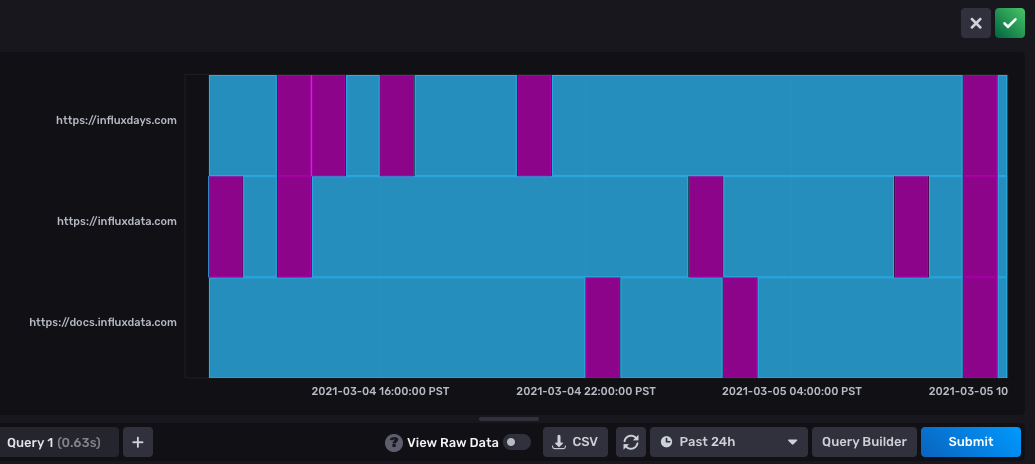 https://influxdays.com
https://influxdata.com
https://docs.influxdata.com
2021-03-04 16:00:00 PST 2021-03-04 22:00:00 PST 2021-03-05 04:00:00 PST 2021-03-05 10
Query 1 (0.63s) + ? View Raw Data CSV Past 24h Query Builder Submit